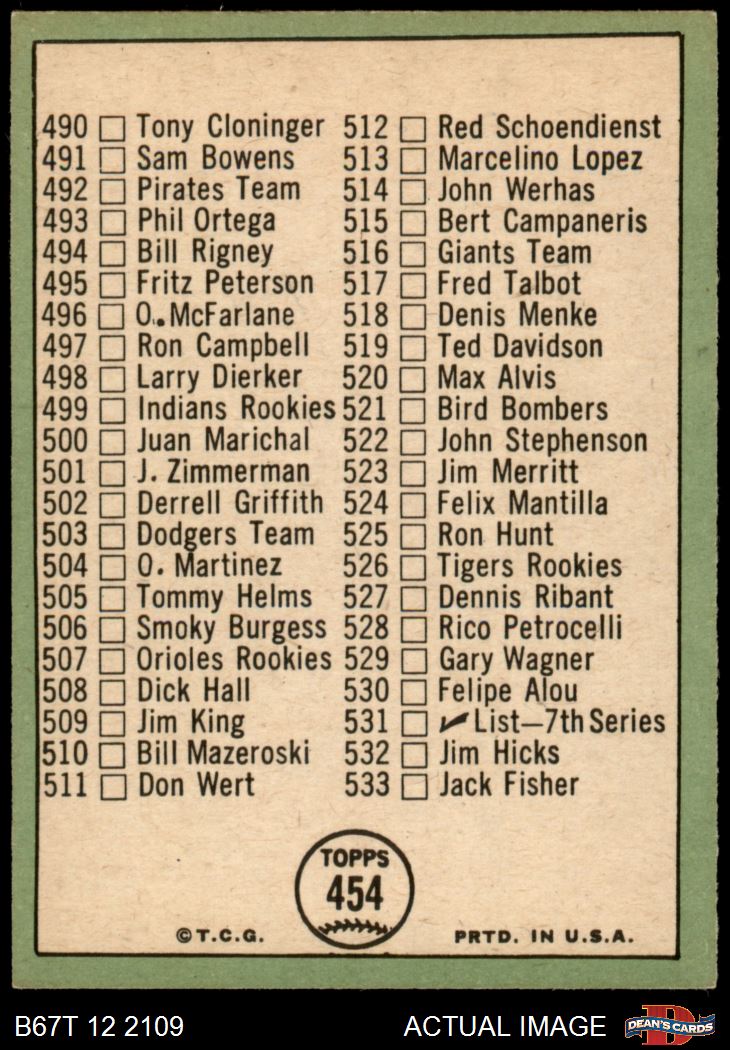 490 Tony Cloninger
491 Sam Bowens
492 Pirates Team
493 Phil Ortega
494 Bill Rigney
495 Fritz Peterson
496 O. McFarlane
497 Ron Campbell
498 Larry Dierker
499 Indians Rookies
500 Juan Marichal
501 J. Zimmerman
502 Derrell Griffith
503 Dodgers Team
504 O. Martinez
505 Tommy Helms
506 Smoky Burgess
507 Orioles Rookies
508 Dick Hall
509 Jim King
510 Bill Mazeroski
511 Don Wert
512 Red Schoendienst
513 Marcelino Lopez
514 John Werhas
515 Bert Campaneris
516 Giants Team
517 Fred Talbot
518 Denis Menke
519 Ted Davidson
520 Max Alvis
521 Bird Bombers
522 John Stephenson
523 Jim Merritt
524 Felix Mantilla
525 Ron Hunt
526 Tigers Rookies
527 Dennis Ribant
528 Rico Petrocelli
529 Gary Wagner
530 Felipe Alou
531 List—7th Series
532 Jim Hicks
533 Jack Fisher
TOPPS
454
© T.C.G.
PRTD. IN U.S.A.
B67T 12 2109
ACTUAL IMAGE
D
DEAN'S CARDS